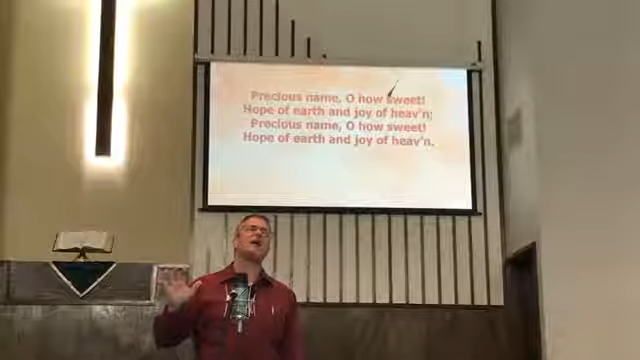 Precious name, O how sweet!
Hope of earth and joy of heav'n;
Precious name, O how sweet!
Hope of earth and joy of heav'n.